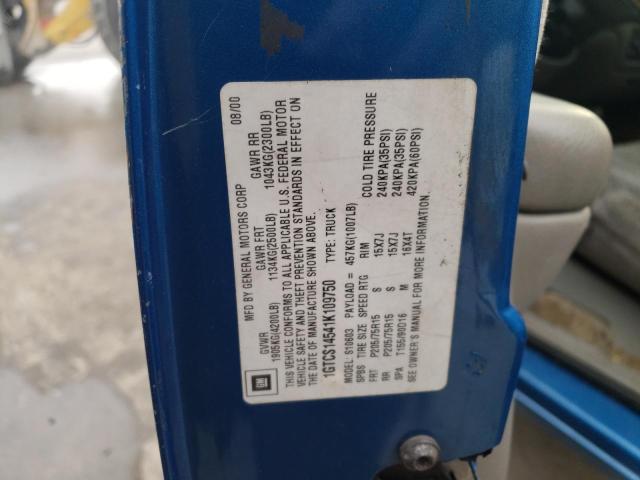 MFD BY GENERAL MOTORS CORP 08/00
GVWR GAWR FRT GAWR RR
1905KG(4200LB) 1134KG(2500LB) 1043KG(2300LB)
THIS VEHICLE CONFORMS TO ALL APPLICABLE U.S. FEDERAL MOTOR
VEHICLE SAFETY AND THEFT PREVENTION STANDARDS IN EFFECT ON
THE DATE OF MANUFACTURE SHOWN ABOVE.
1GTCS14541K109750 TYPE: TRUCK
MODEL: S10603 PAYLOAD = 457KG(1007LB)
SPBS TIRE SIZE SPEED RTG RIM COLD TIRE PRESSURE
FRT P205/75R15 S 15X7J 240KPA(35PSI)
RR P205/75R15 S 15X7J 240KPA(35PSI)
SPA T155/90D16 M 16X4T 420KPA(60PSI)
SEE OWNER'S MANUAL FOR MORE INFORMATION.
GM